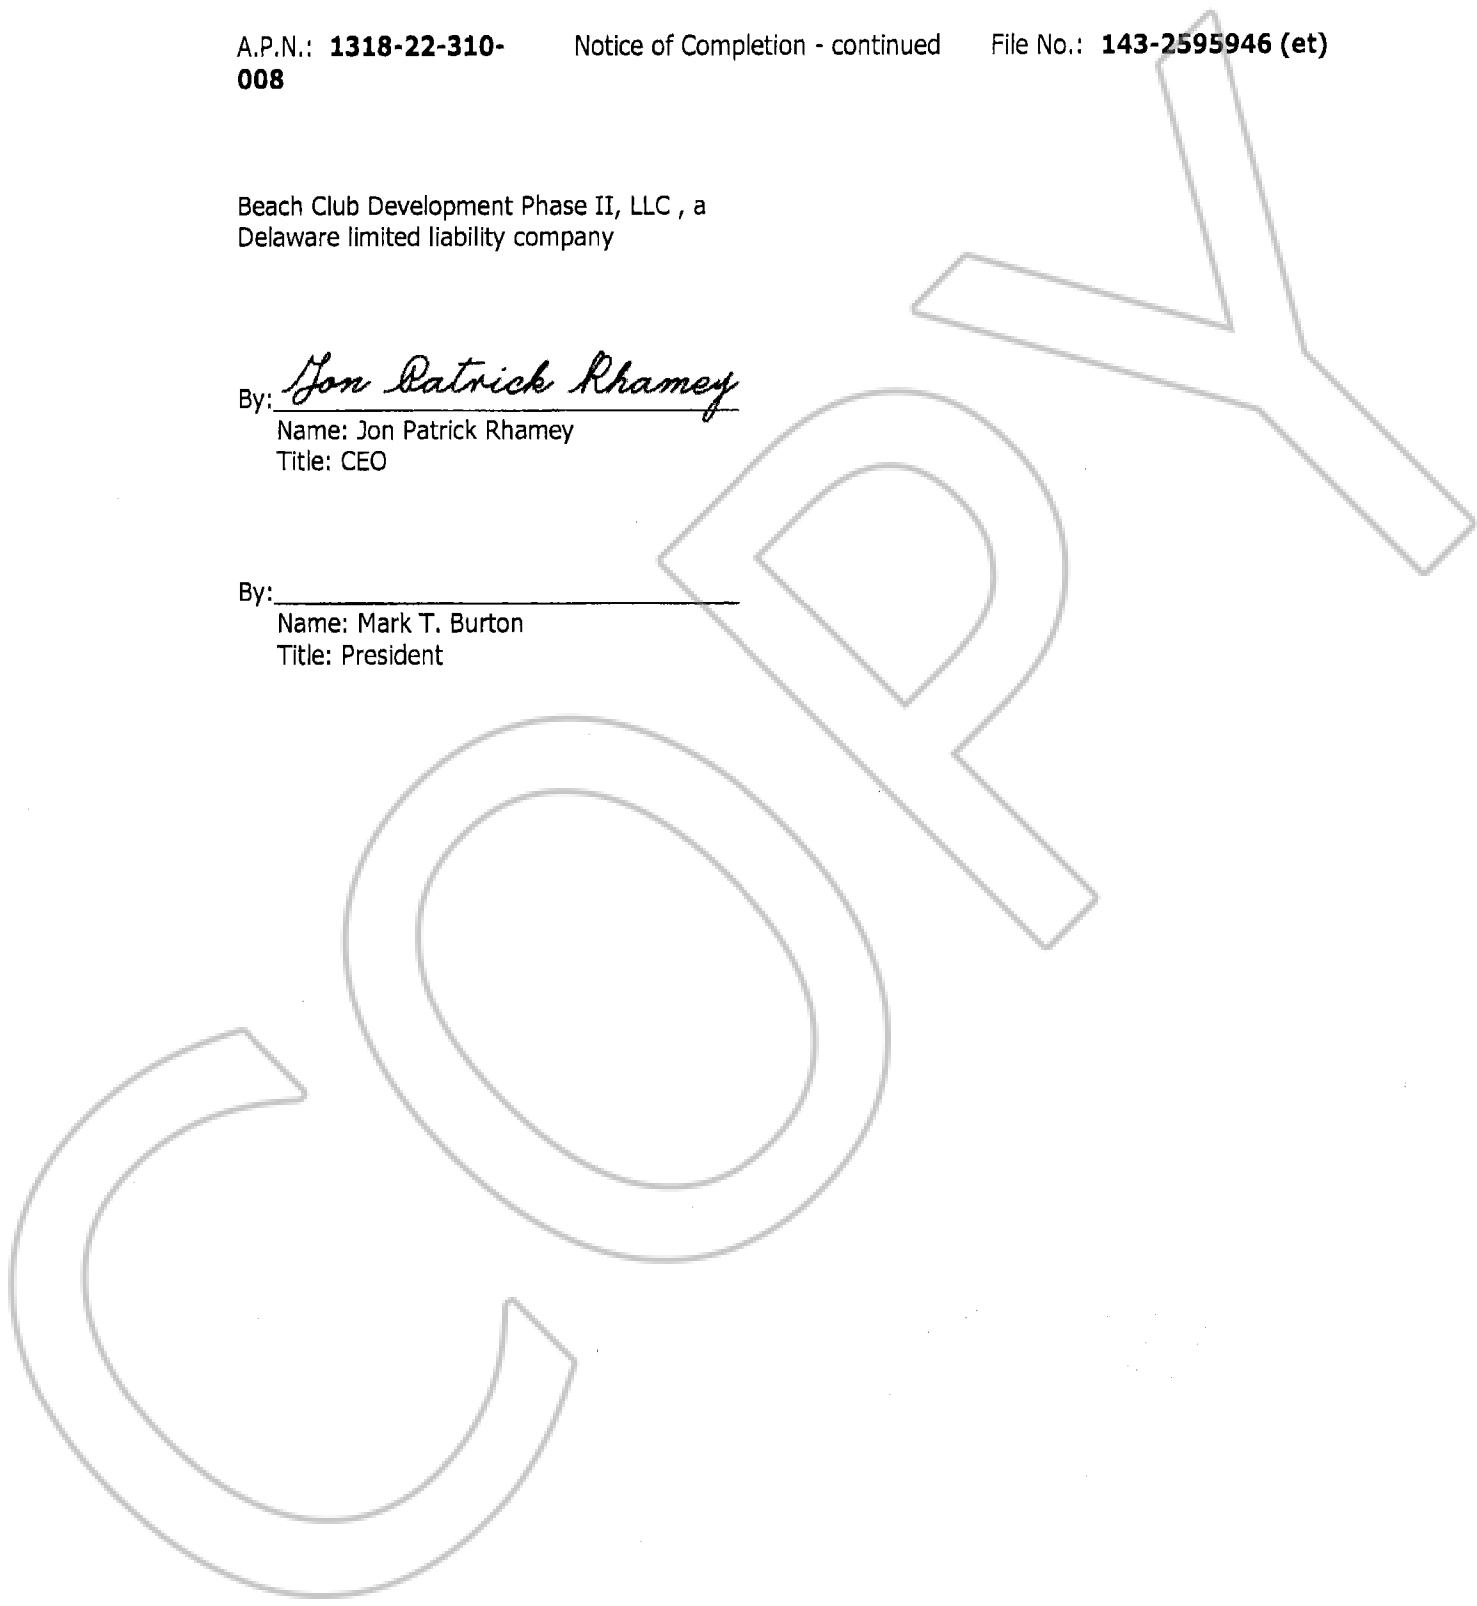 A.P.N.: 1318-22-310-008 Notice of Completion - continued File No.: 143-2595946 (et)
Beach Club Development Phase II, LLC , a
Delaware limited liability company
By: Jon Patrick Rhamey
Name: Jon Patrick Rhamey
Title: CEO
By:
Name: Mark T. Burton
Title: President
COPY